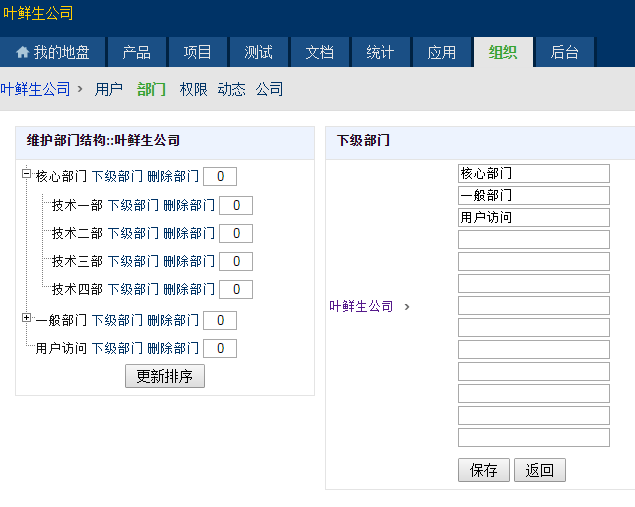 叶鲜生公司
我的地盘 产品 项目 测试 文档 统计 应用 组织 后台
叶鲜生公司 › 用户 部门 权限 动态 公司
维护部门结构::叶鲜生公司
核心部门 下级部门 删除部门 0
技术一部 下级部门 删除部门 0
技术二部 下级部门 删除部门 0
技术三部 下级部门 删除部门 0
技术四部 下级部门 删除部门 0
一般部门 下级部门 删除部门 0
用户访问 下级部门 删除部门 0
更新排序
下级部门
叶鲜生公司 ›
核心部门
一般部门
用户访问
保存 返回